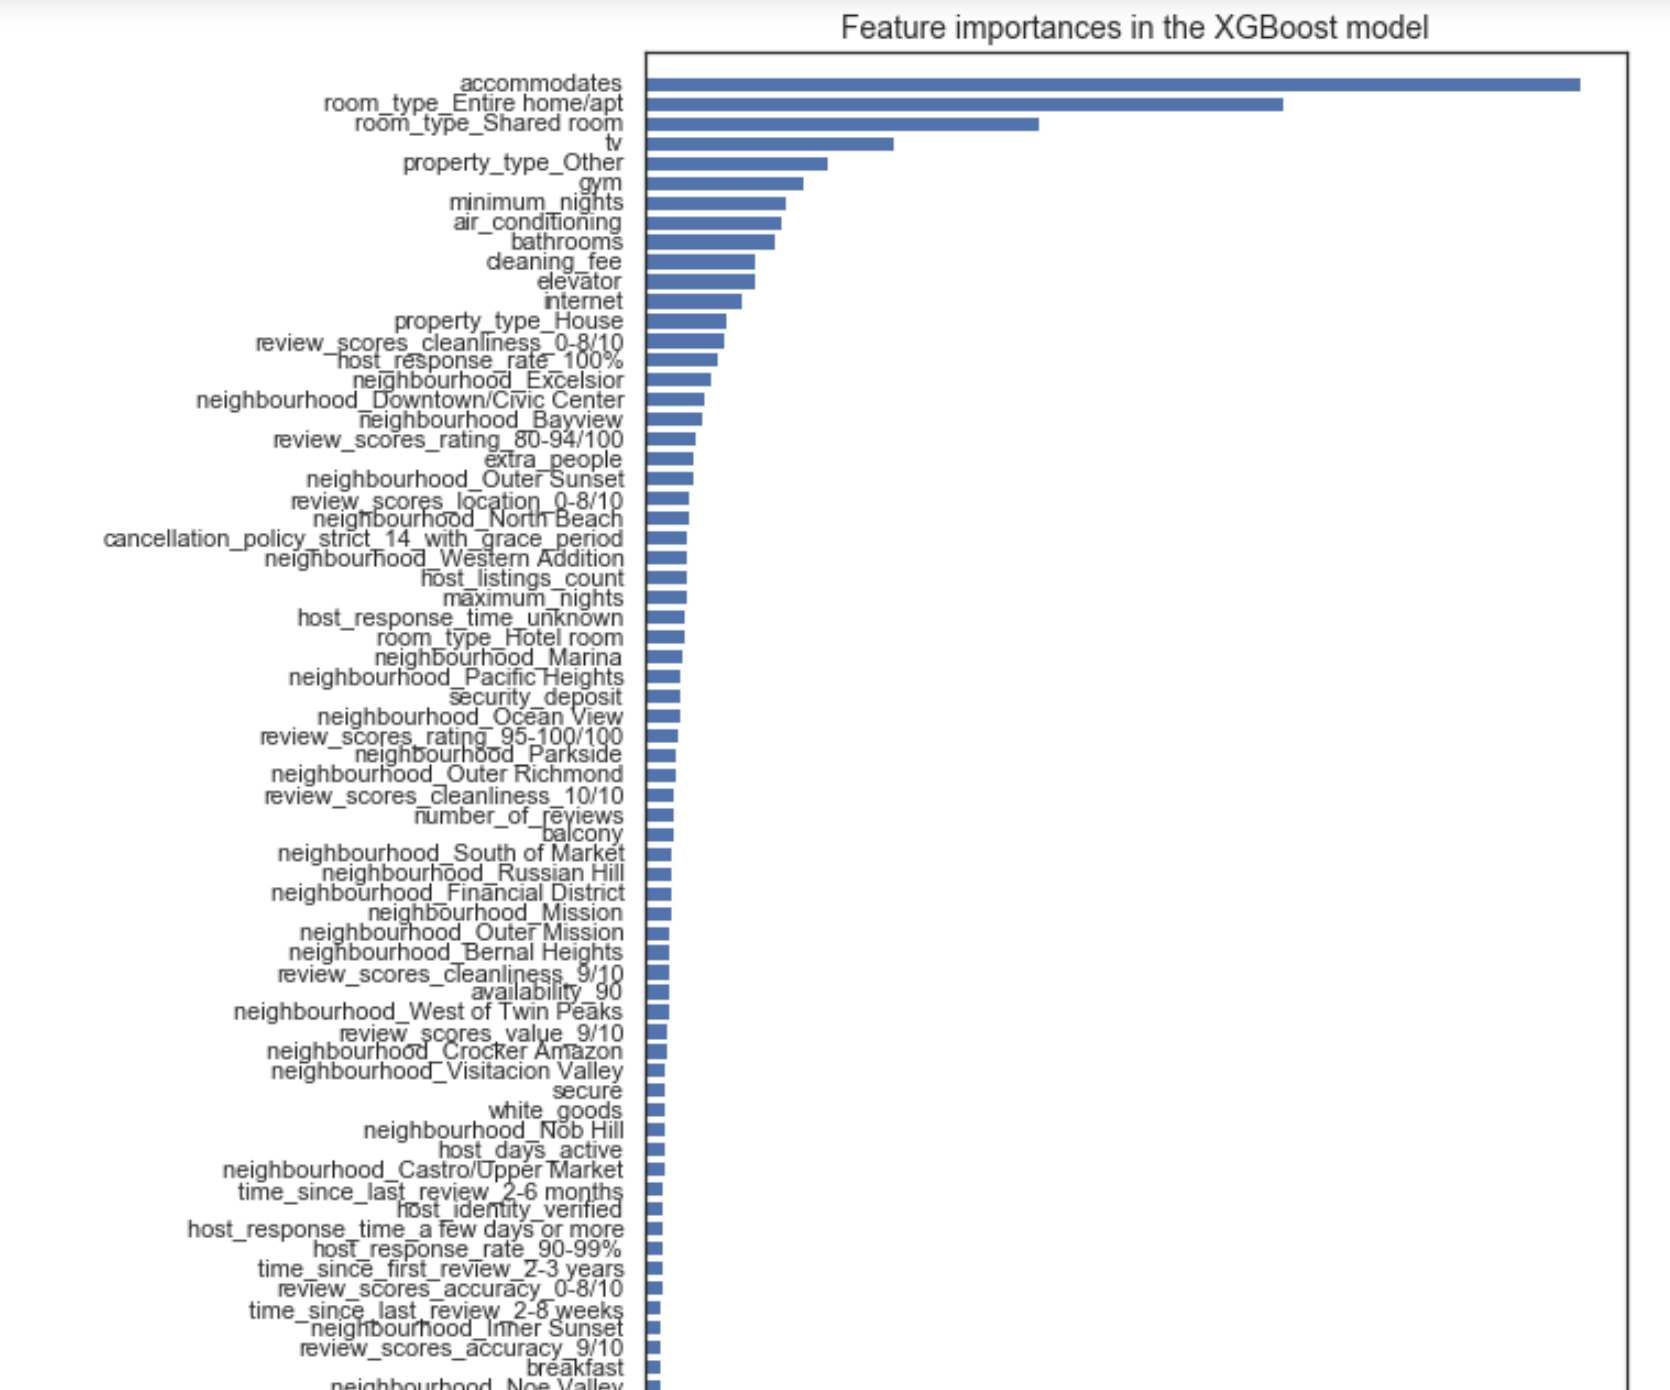 Feature importances in the XGBoost model
accommodates
room_type_Entire home/apt
room_type_Shared room
tv
property_type_Other
gym
minimum_nights
air_conditioning
bathrooms
cleaning_fee
elevator
internet
property_type_House
review_scores_cleanliness_0-8/10
host_response_rate_100%
neighbourhood_Excelsior
neighbourhood_Downtown/Civic Center
neighbourhood_Bayview
review_scores_rating_80-94/100
extra_people
neighbourhood_Outer Sunset
review_scores_location_0-8/10
neighbourhood_North Beach
cancellation_policy_strict_14_with_grace_period
neighbourhood_Western Addition
host_listings_count
maximum_nights
host_response_time_unknown
room_type_Hotel room
neighbourhood_Marina
neighbourhood_Pacific Heights
security_deposit
neighbourhood_Ocean View
review_scores_rating_95-100/100
neighbourhood_Parkside
neighbourhood_Outer Richmond
review_scores_cleanliness_10/10
number_of_reviews
balcony
neighbourhood_South of Market
neighbourhood_Russian Hill
neighbourhood_Financial District
neighbourhood_Mission
neighbourhood_Outer Mission
neighbourhood_Bernal Heights
review_scores_cleanliness_9/10
availability_90
neighbourhood_West of Twin Peaks
review_scores_value_9/10
neighbourhood_Crocker Amazon
neighbourhood_Visitacion Valley
secure
white_goods
neighbourhood_Nob Hill
host_days_active
neighbourhood_Castro/Upper Market
time_since_last_review_2-6 months
host_identity_verified
host_response_time_a few days or more
host_response_rate_90-99%
time_since_first_review_2-3 years
review_scores_accuracy_0-8/10
time_since_last_review_2-8 weeks
neighbourhood_Inner Sunset
review_scores_accuracy_9/10
breakfast
neighbourhood_Noe Valley